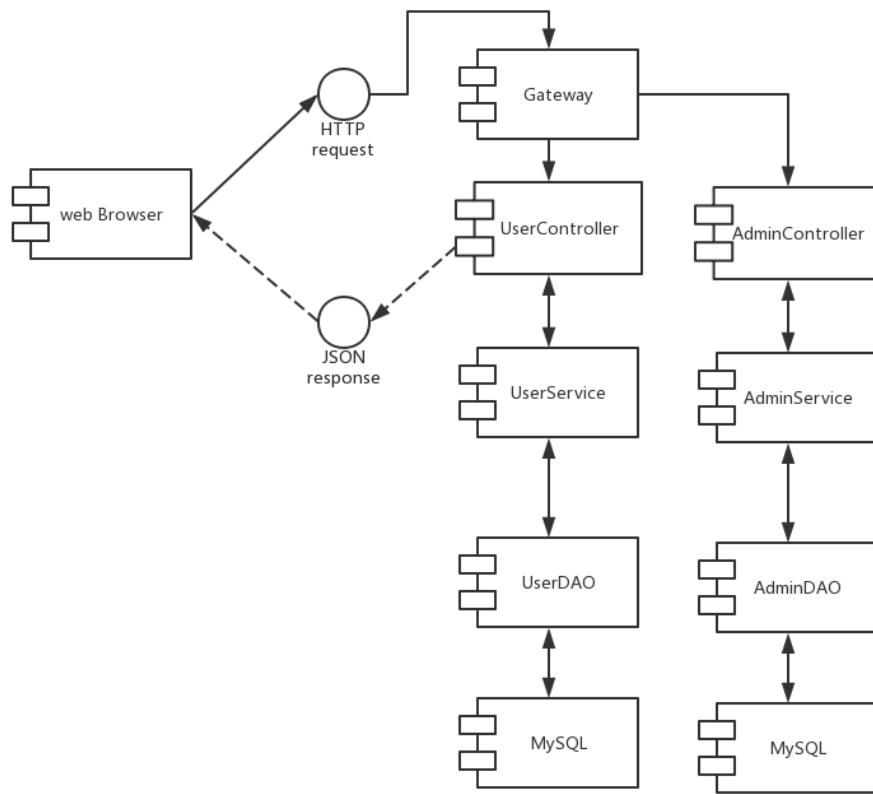 Gateway
HTTP
request
web Browser
UserController
AdminController
JSON
response
UserService
AdminService
UserDAO
AdminDAO
MySQL
MySQL